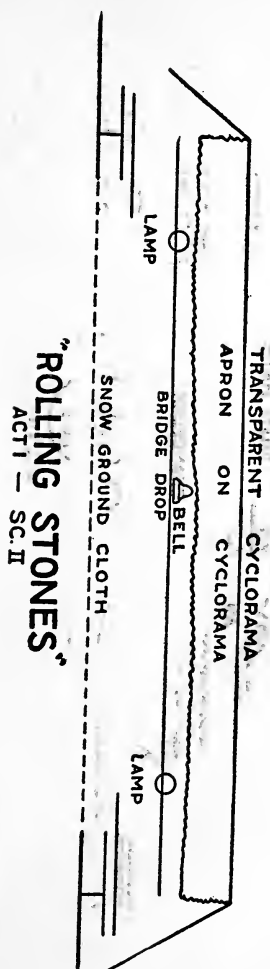 TRANSPARENT CYCLORAMA
APRON ON CYCLORAMA
LAMP
BELL
LAMP
BRIDGE DROP
SNOW GROUND CLOTH
"ROLLING STONES"
ACT I — SC. II